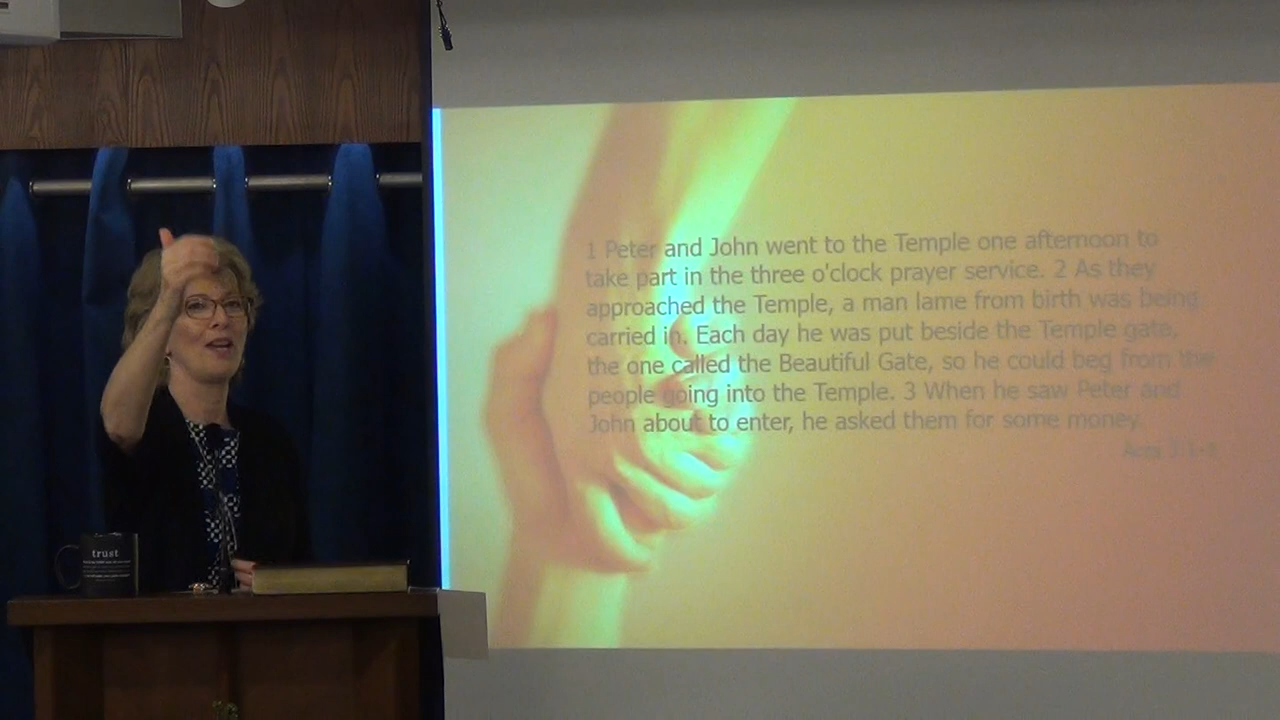 1 Peter and John went to the Temple one afternoon to
take part in the three o'clock prayer service. 2 As they
approached the Temple, a man lame from birth was being
carried in. Each day he was put beside the Temple gate,
the one called the Beautiful Gate, so he could beg from the
people going into the Temple. 3 When he saw Peter and
John about to enter, he asked them for some money.
Acts
trust